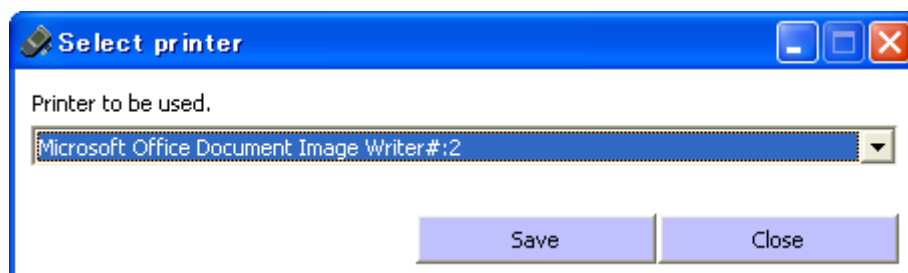 Select printer
Printer to be used.
Microsoft Office Document Image Writer#:2
Save Close